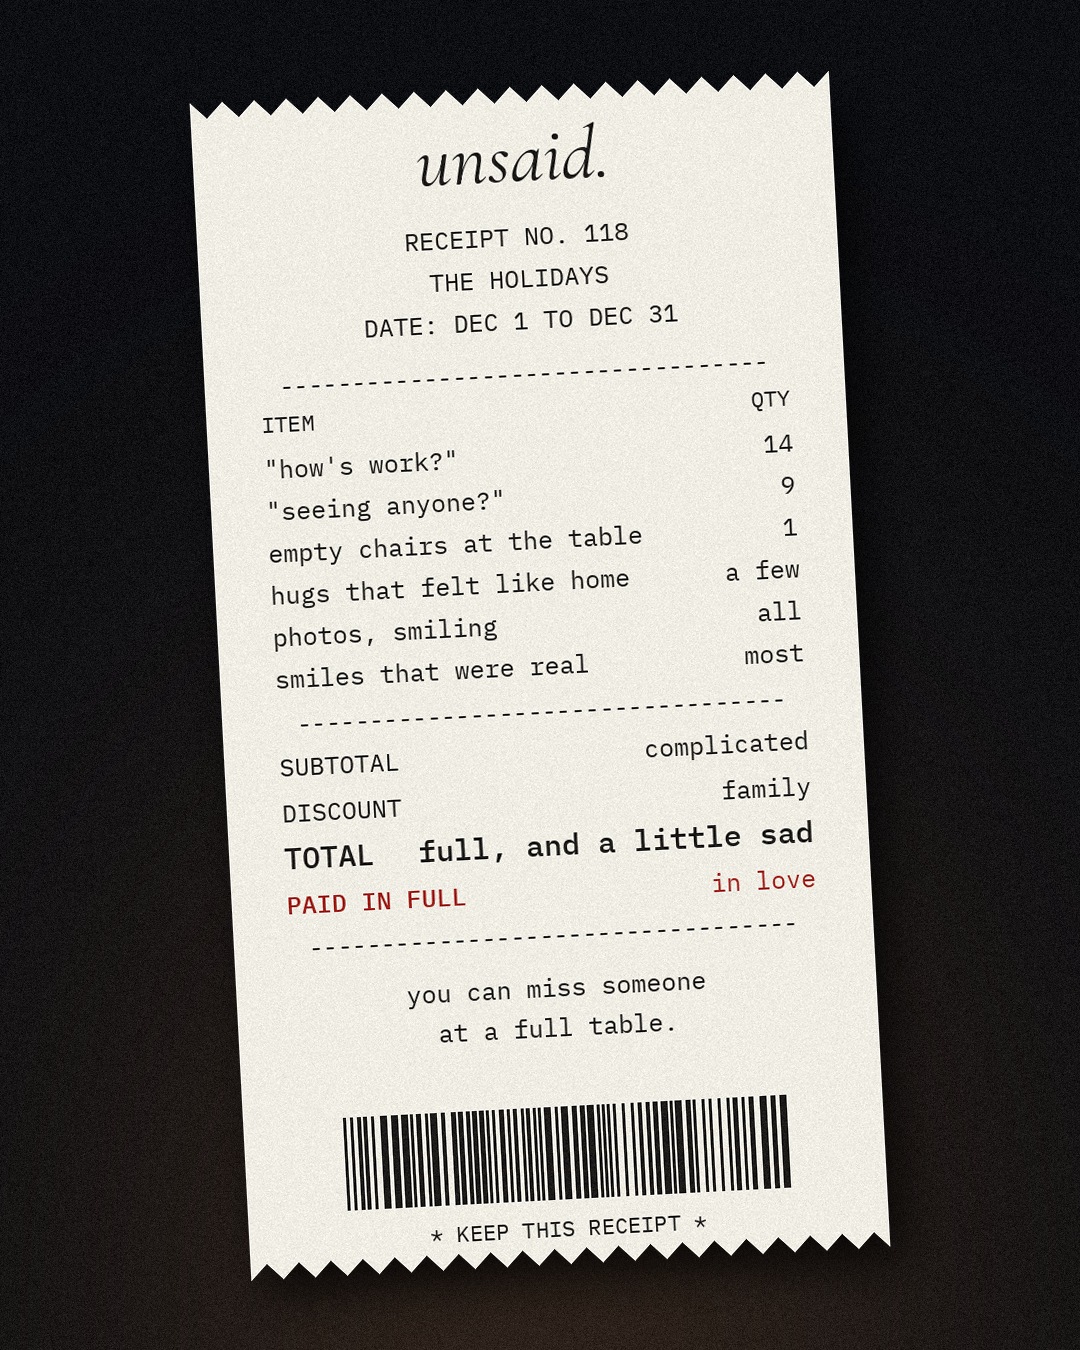 unsaid.
RECEIPT NO. 118
THE HOLIDAYS
DATE: DEC 1 TO DEC 31
----------------------------------
ITEM QTY
"how's work?" 14
"seeing anyone?" 9
empty chairs at the table 1
hugs that felt like home a few
photos, smiling all
smiles that were real most
----------------------------------
SUBTOTAL complicated
DISCOUNT family
TOTAL full, and a little sad
PAID IN FULL in love
----------------------------------
you can miss someone
at a full table.
* KEEP THIS RECEIPT *